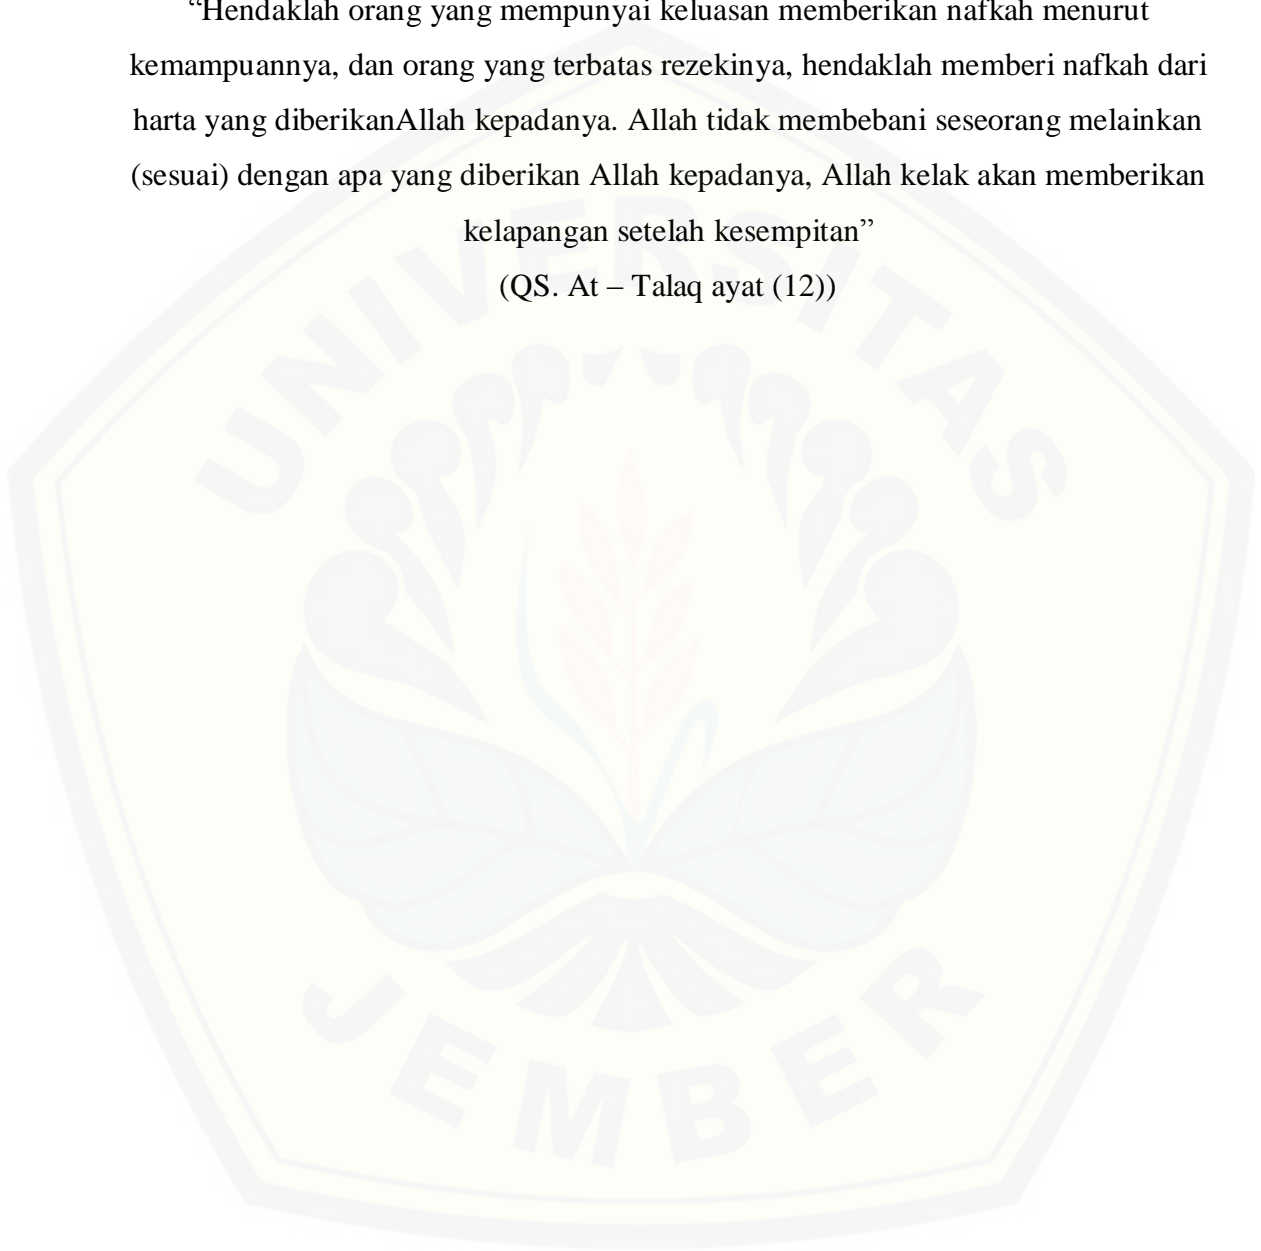 “Hendaklah orang yang mempunyai keluasan memberikan nafkah menurut
kemampuannya, dan orang yang terbatas rezekinya, hendaklah memberi nafkah dari
harta yang diberikanAllah kepadanya. Allah tidak membebani seseorang melainkan
(sesuai) dengan apa yang diberikan Allah kepadanya, Allah kelak akan memberikan
kelapangan setelah kesempitan”
(QS. At – Talaq ayat (12))
UNIVERSITAS
JEMBER